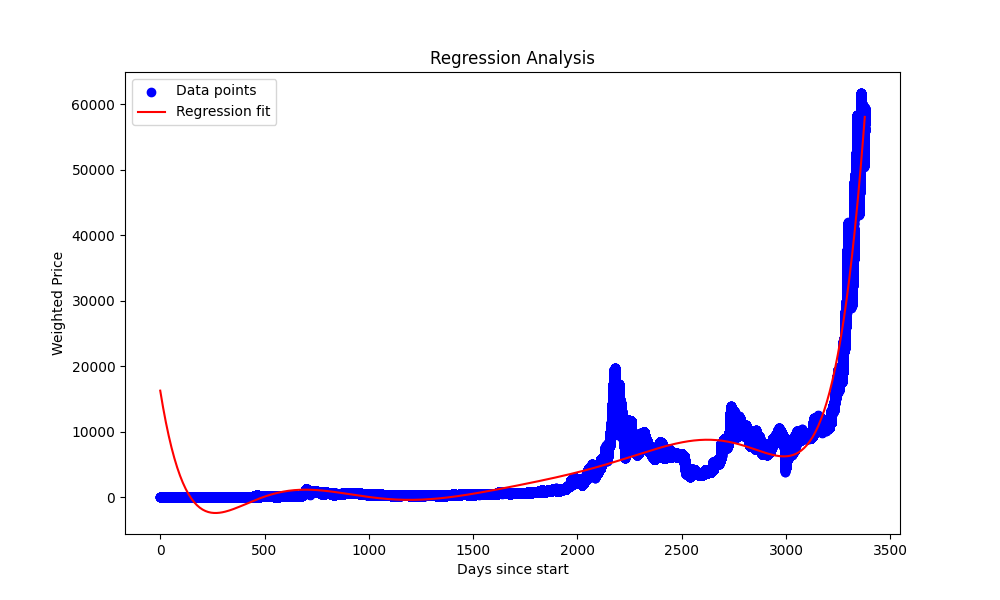 Regression Analysis
Data points
Regression fit
60000
50000
40000
30000
20000
10000
0
Weighted Price
0 500 1000 1500 2000 2500 3000 3500
Days since start